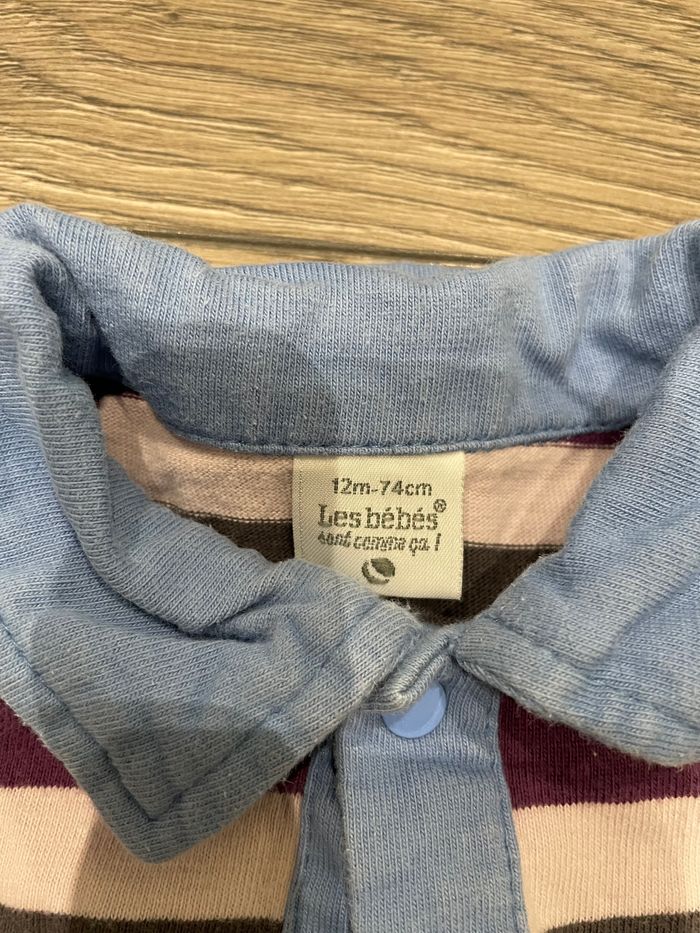 12m-74cm
Les bébés®
sont comme ça !